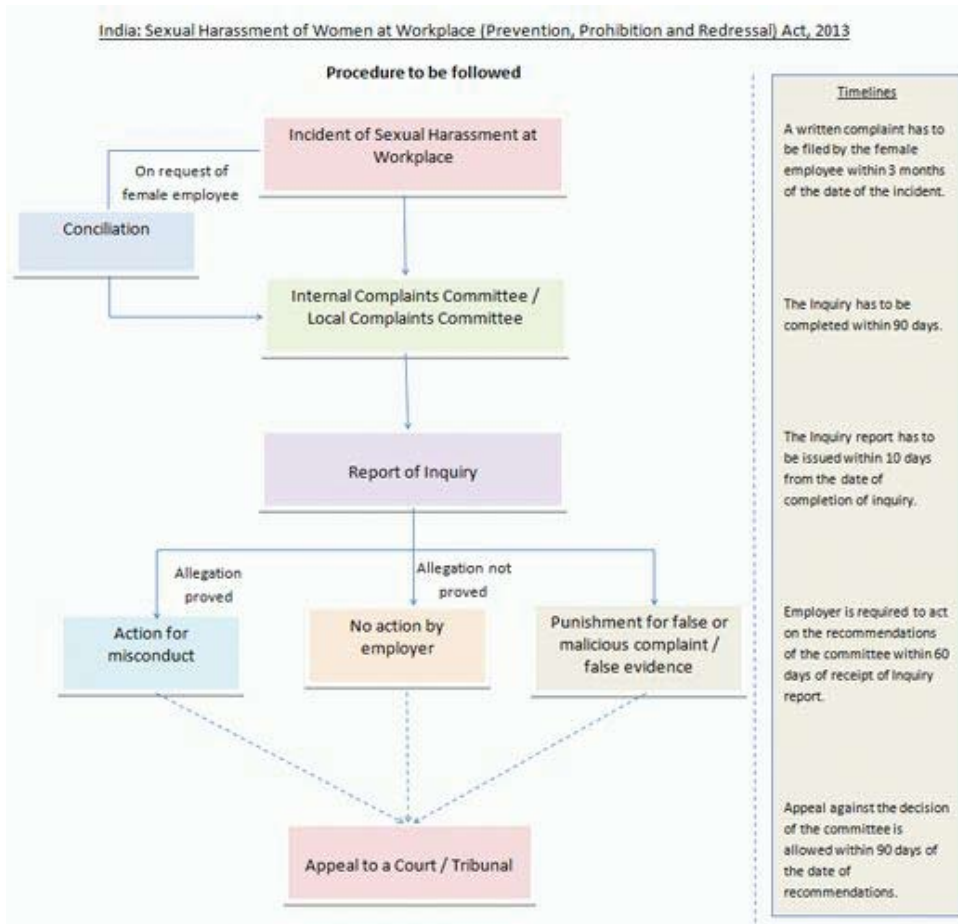 India: Sexual Harassment of Women at Workplace (Prevention, Prohibition and Redressal) Act, 2013
Procedure to be followed
Incident of Sexual Harassment at
Workplace
On request of
female employee
Conciliation
Internal Complaints Committee /
Local Complaints Committee
Report of Inquiry
Allegation
proved
Allegation not
proved
Action for
misconduct
No action by
employer
Punishment for false or
malicious complaint /
false evidence
Appeal to a Court / Tribunal
Timelines
A written complaint has to
be filed by the female
employee within 3 months
of the date of the incident.
The Inquiry has to be
completed within 90 days.
The Inquiry report has to
be issued within 10 days
from the date of
completion of inquiry.
Employer is required to act
on the recommendations
of the committee within 60
days of receipt of Inquiry
report.
Appeal against the decision
of the committee is
allowed within 90 days of
the date of
recommendations.